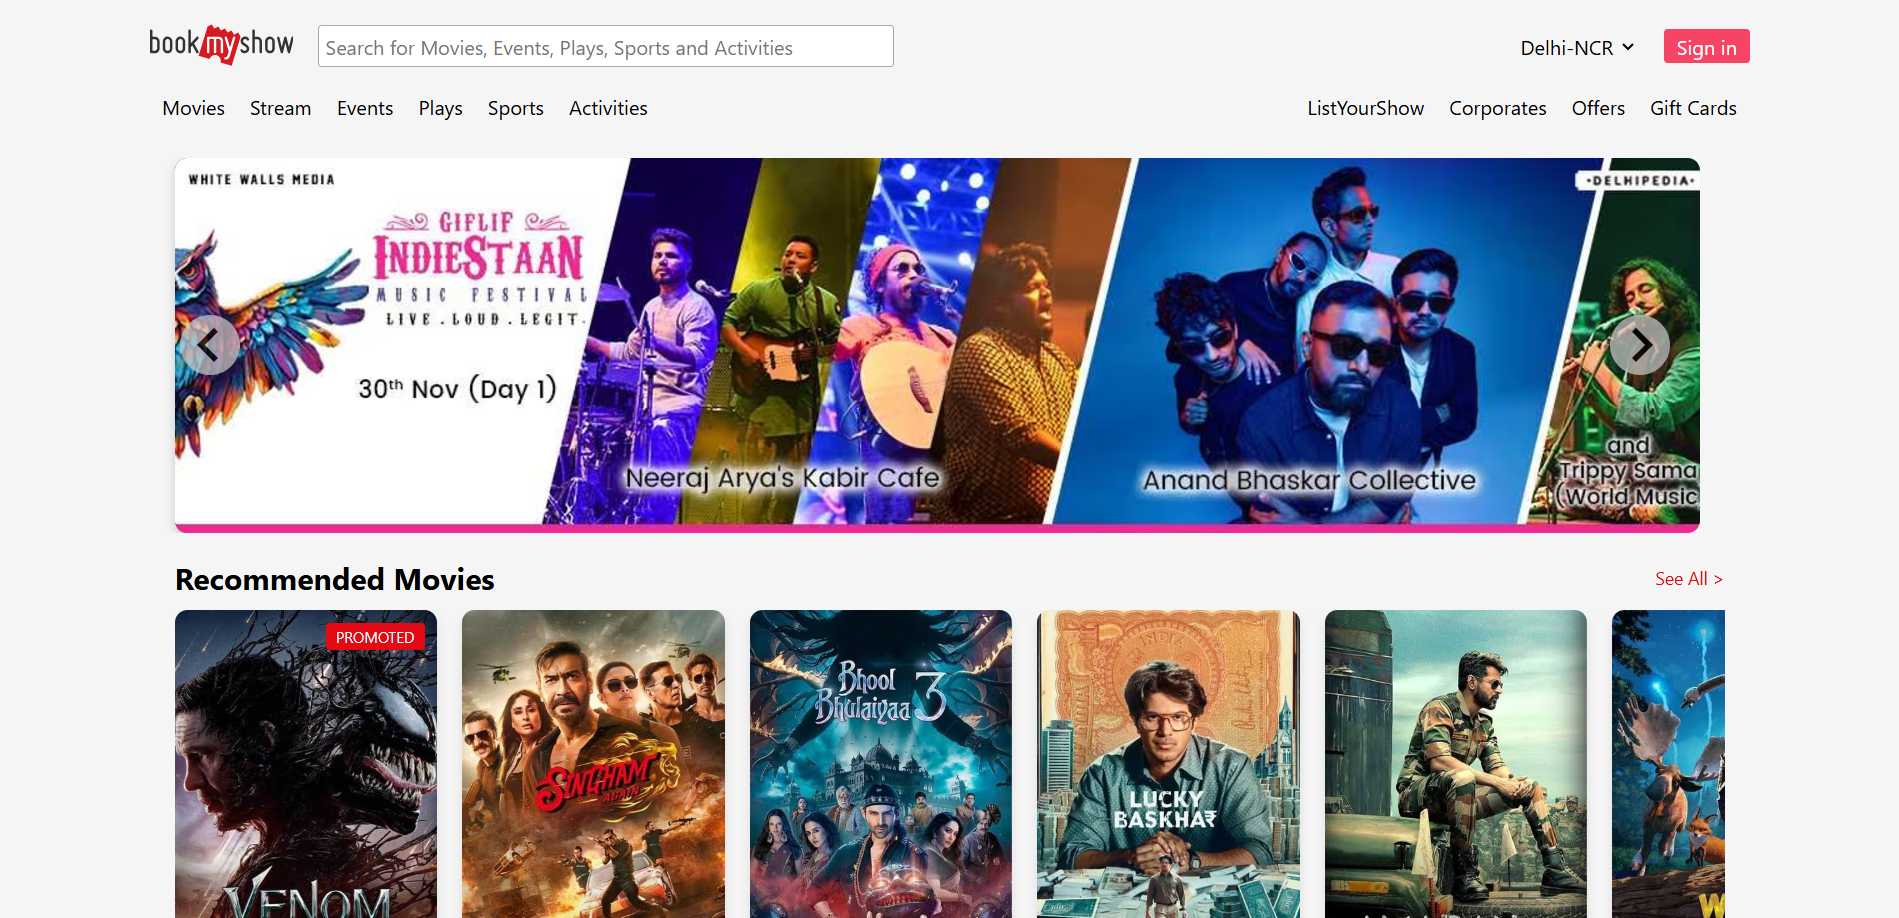 bookmyshow
Search for Movies, Events, Plays, Sports and Activities
Delhi-NCR
Sign in
Movies
Stream
Events
Plays
Sports
Activities
ListYourShow
Corporates
Offers
Gift Cards
WHITE WALLS MEDIA
GIFLIF
INDIESTAAN
MUSIC FESTIVAL
LIVE . LOUD . LEGIT.
30th Nov (Day 1)
Neeraj Arya's Kabir Cafe
Anand Bhaskar Collective
·DELHIPEDIA·
and
Trippy Sama
(World Music
Recommended Movies
See All >
PROMOTED
VENOM
SINGHAM
AGAIN
Bhool
Bhulaiyaa 3
INDIA
LUCKY
BASKHA₹
W